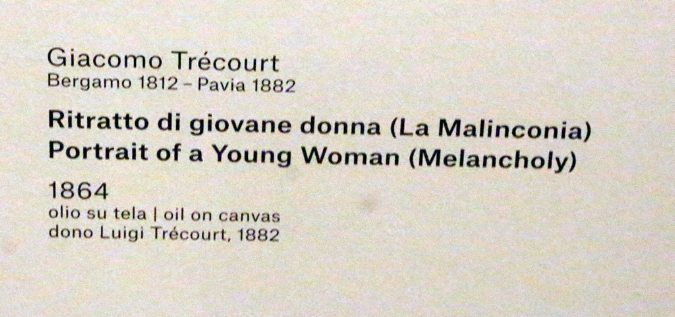 Giacomo Trécourt
Bergamo 1812 – Pavia 1882
Ritratto di giovane donna (La Malinconia)
Portrait of a Young Woman (Melancholy)
1864
olio su tela | oil on canvas
dono Luigi Trécourt, 1882